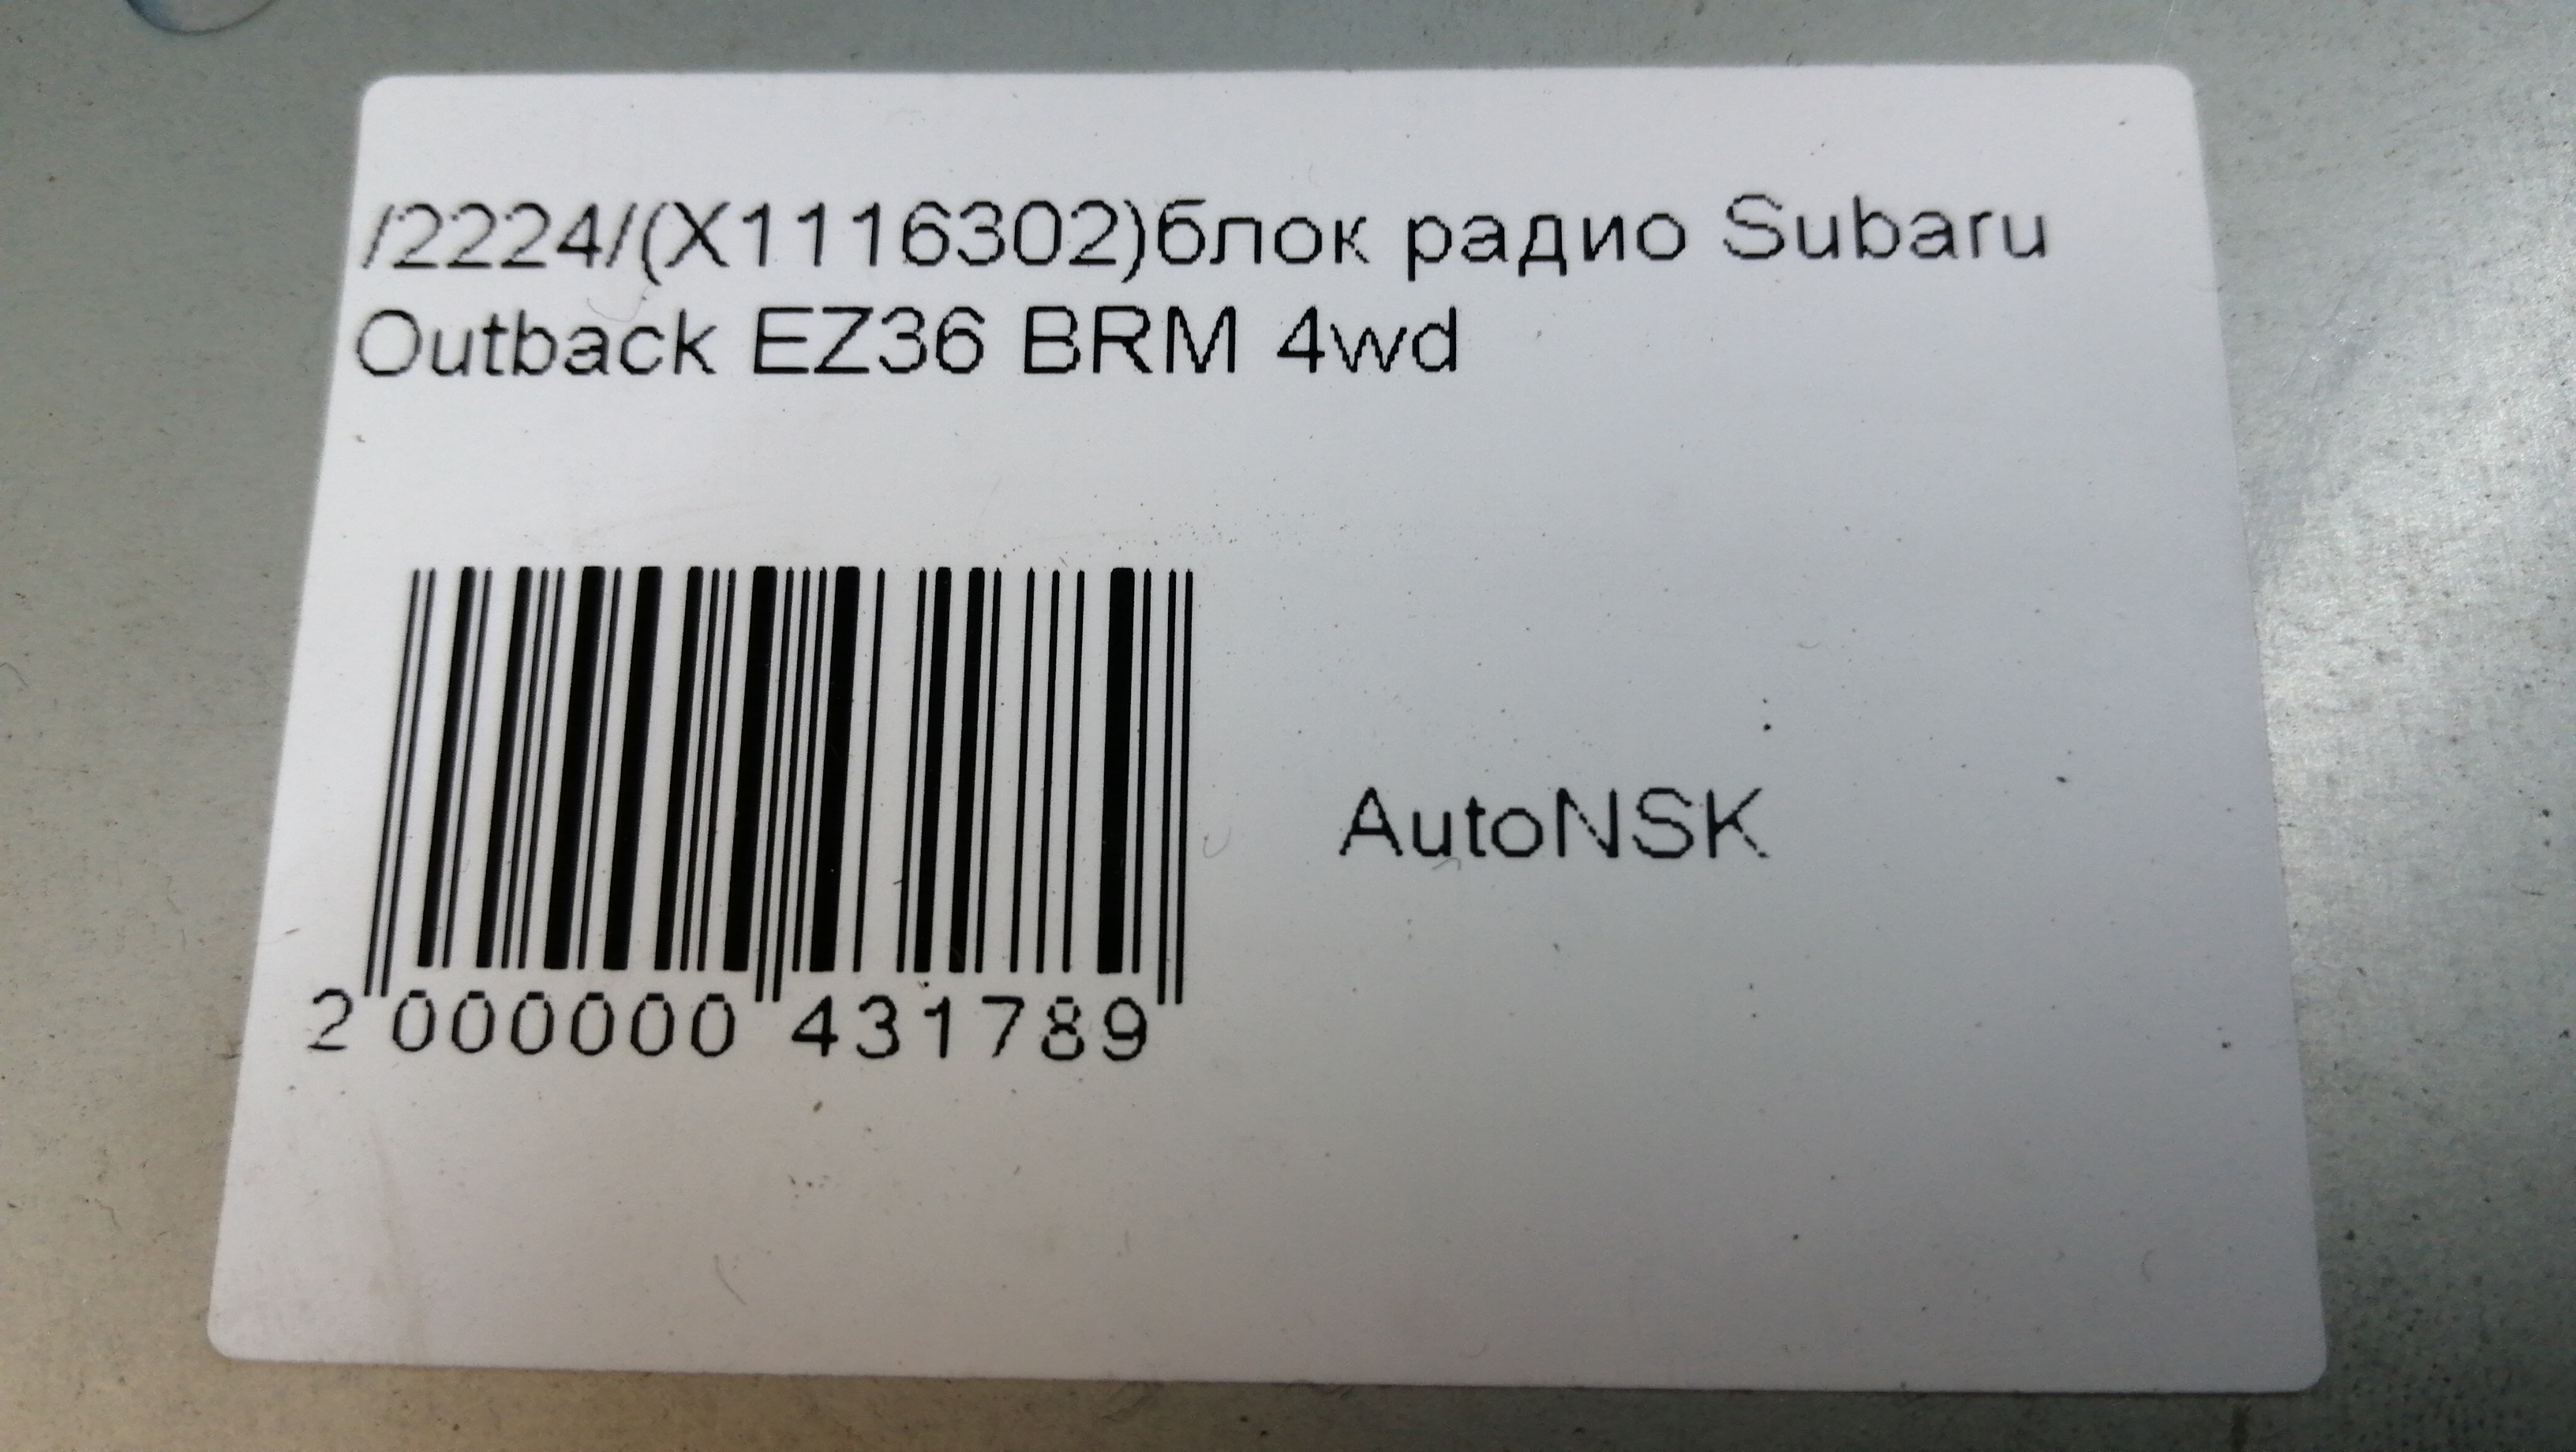 /2224/(X1116302)блок радио Subaru
Outback EZ36 BRM 4wd
AutoNSK
2 000000 431789